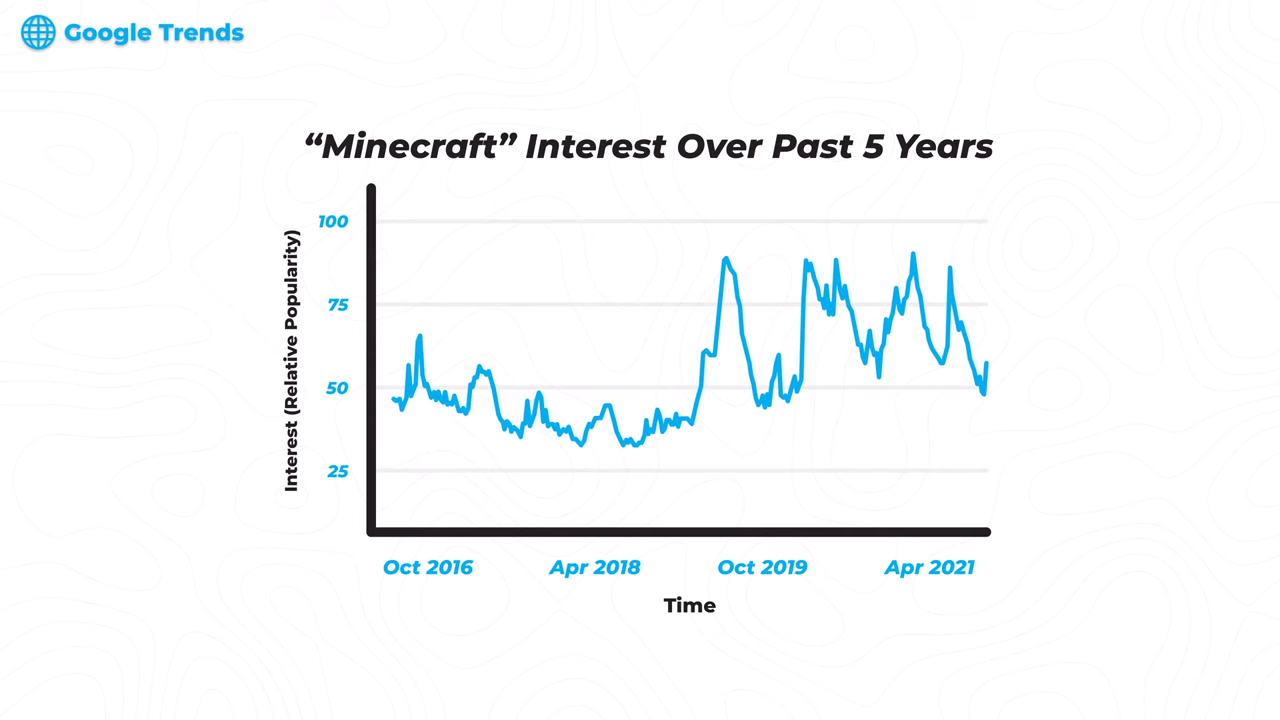 Google Trends
“Minecraft” Interest Over Past 5 Years
Interest (Relative Popularity)
100
75
50
25
Oct 2016 Apr 2018 Oct 2019 Apr 2021
Time